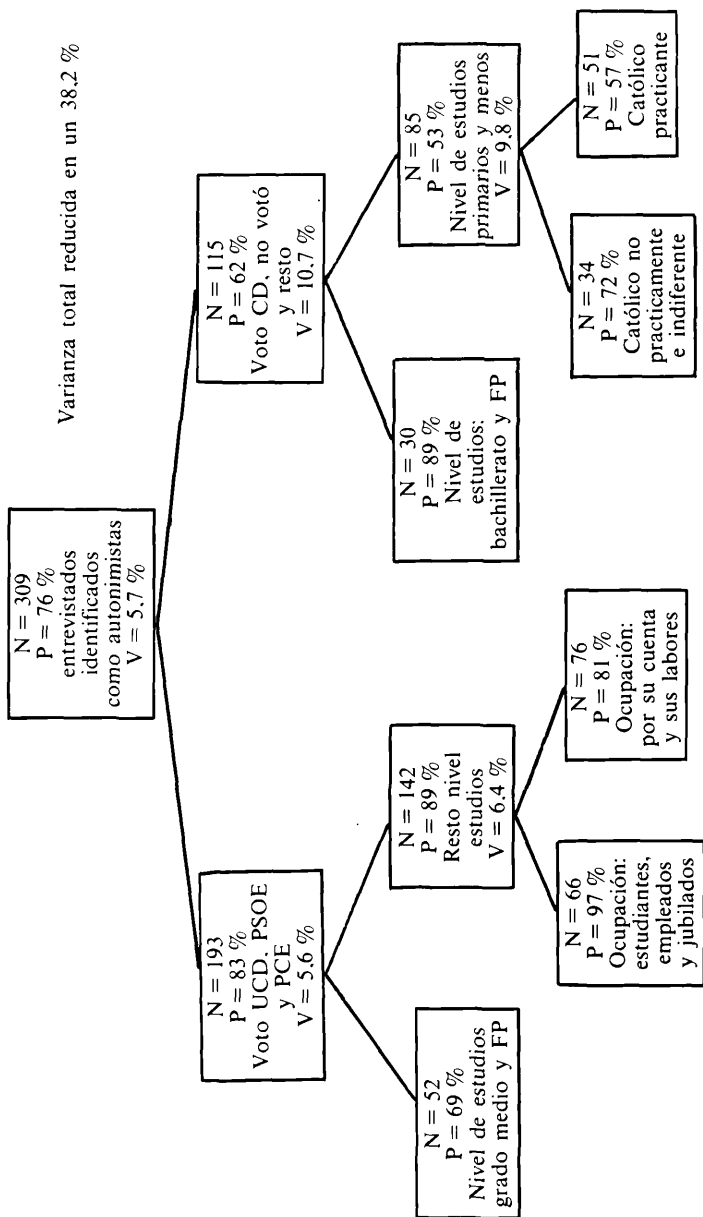 Varianza total reducida en un 38.2 %
N = 309
P = 76 %
entrevistados
identificados
como autonimistas
V = 5.7 %
N = 193
P = 83 %
Voto UCD, PSOE
y PCE
V = 5.6 %
N = 115
P = 62 %
Voto CD, no votó
y resto
V = 10.7 %
N = 52
P = 69 %
Nivel de estudios
grado medio y FP
N = 142
P = 89 %
Resto nivel
estudios
V = 6.4 %
N = 30
P = 89 %
Nivel de
estudios:
bachillerato y FP
N = 85
P = 53 %
Nivel de estudios
primarios y menos
V = 9.8 %
N = 66
P = 97 %
Ocupación:
estudiantes,
empleados
y jubilados
N = 76
P = 81 %
Ocupación:
por su cuenta
y sus labores
N = 34
P = 72 %
Católico no
practicamente
e indiferente
N = 51
P = 57 %
Católico
practicante